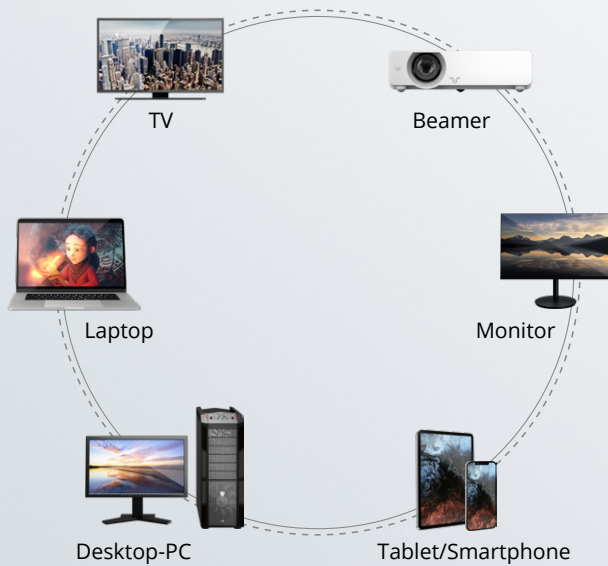 TV
Beamer
Laptop
Monitor
Desktop-PC
Tablet/Smartphone